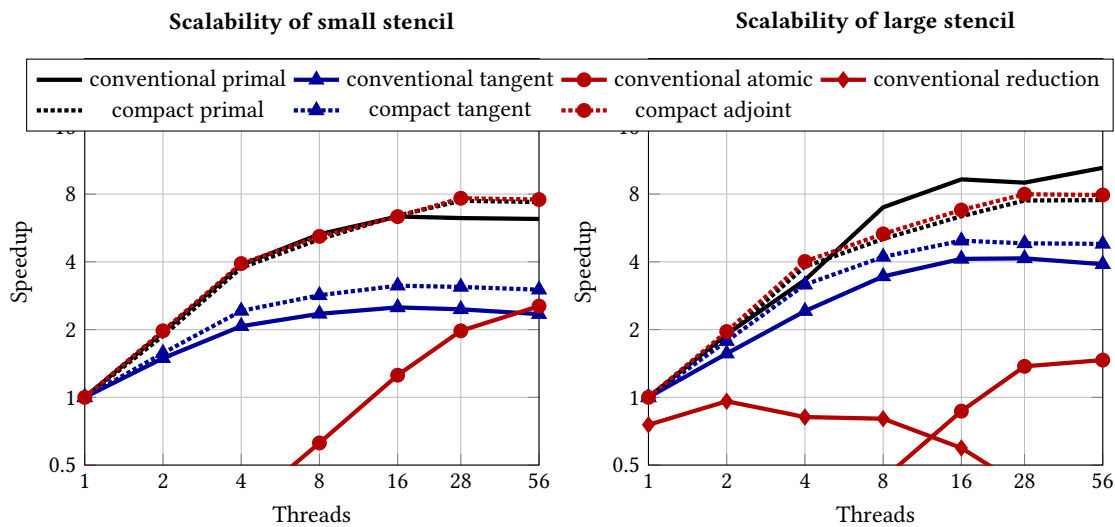 Scalability of small stencil
Scalability of large stencil
conventional primal
conventional tangent
conventional atomic
conventional reduction
compact primal
compact tangent
compact adjoint
8
4
2
1
0.5
Speedup
1 2 4 8 16 28 56
Threads
8
4
2
1
0.5
Speedup
1 2 4 8 16 28 56
Threads